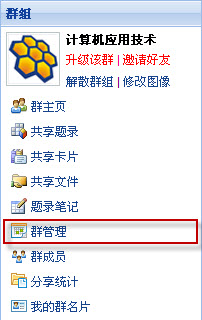 群组
计算机应用技术
升级该群 | 邀请好友
解散群组 | 修改图像
群主页
共享题录
共享卡片
共享文件
题录笔记
群管理
群成员
分享统计
我的群名片